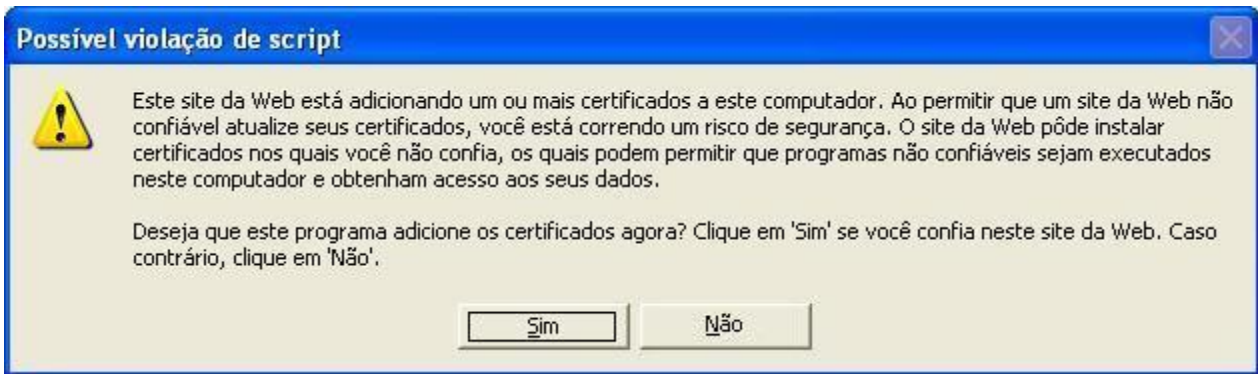 Possível violação de script
Este site da Web está adicionando um ou mais certificados a este computador. Ao permitir que um site da Web não
confiável atualize seus certificados, você está correndo um risco de segurança. O site da Web pôde instalar
certificados nos quais você não confia, os quais podem permitir que programas não confiáveis sejam executados
neste computador e obtenham acesso aos seus dados.
Deseja que este programa adicione os certificados agora? Clique em 'Sim' se você confia neste site da Web. Caso
contrário, clique em 'Não'.
Sim Não